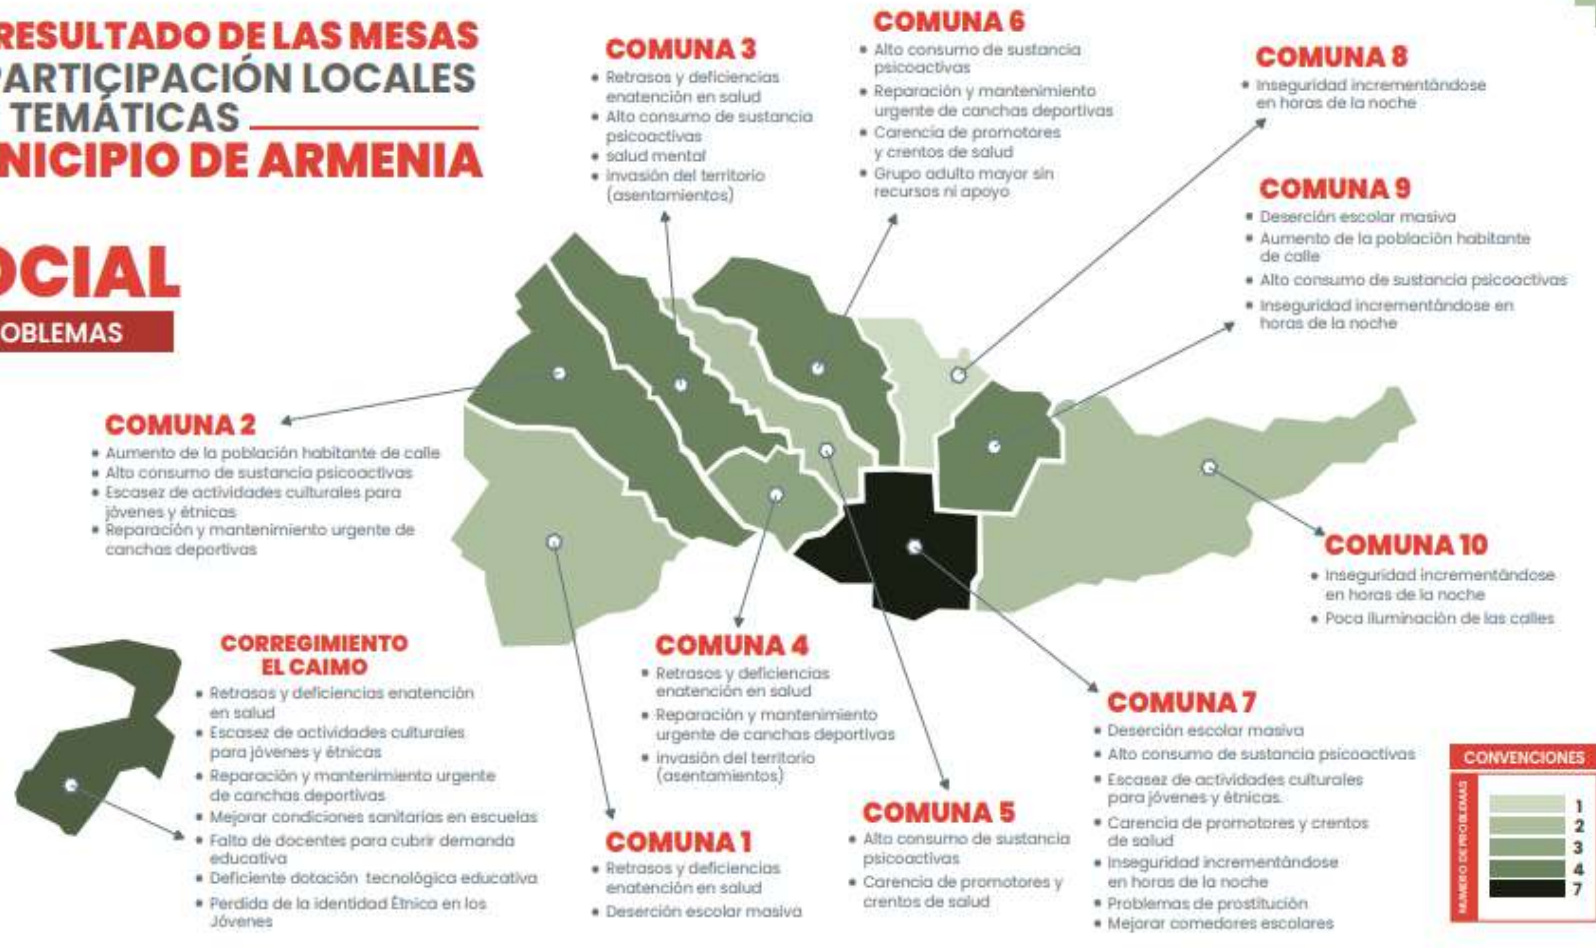 RESULTADO DE LAS MESAS
PARTICIPACIÓN LOCALES
TEMÁTICAS
NICIPIO DE ARMENIA
OCIAL
OBLEMAS
COMUNA 3
• Retrasos y deficiencias
enatención en salud
• Alto consumo de sustancia
psicoactivas
• salud mental
• invasión del territorio
(asentamientos)
COMUNA 6
• Alto consumo de sustancia
psicoactivas
• Reparación y mantenimiento
urgente de canchas deportivas
• Carencia de promotores
y crentos de salud
• Grupo adulto mayor sin
recursos ni apoyo
COMUNA 8
• Inseguridad incrementándose
en horas de la noche
COMUNA 9
• Deserción escolar masiva
• Aumento de la población habitante
de calle
• Alto consumo de sustancia psicoactivas
• Inseguridad incrementándose en
horas de la noche
COMUNA 2
• Aumento de la población habitante de calle
• Alto consumo de sustancia psicoactivas
• Escasez de actividades culturales para
jóvenes y étnicas
• Reparación y mantenimiento urgente de
canchas deportivas
COMUNA 10
• Inseguridad incrementándose
en horas de la noche
• Poca iluminación de las calles
CORREGIMIENTO
EL CAIMO
• Retrasos y deficiencias enatención
en salud
• Escasez de actividades culturales
para jóvenes y étnicas
• Reparación y mantenimiento urgente
de canchas deportivas
• Mejorar condiciones sanitarias en escuelas
• Falta de docentes para cubrir demanda
educativa
• Deficiente dotación tecnológica educativa
• Perdida de la identidad Étnica en los
Jóvenes
COMUNA 4
• Retrasos y deficiencias
enatención en salud
• Reparación y mantenimiento
urgente de canchas deportivas
• invasión del territorio
(asentamientos)
COMUNA 1
• Retrasos y deficiencias
enatención en salud
• Deserción escolar masiva
COMUNA 5
• Alto consumo de sustancia
psicoactivas
• Carencia de promotores y
crentos de salud
COMUNA 7
• Deserción escolar masiva
• Alto consumo de sustancia psicoactivas
• Escasez de actividades culturales
para jóvenes y étnicas.
• Carencia de promotores y crentos
de salud
• Inseguridad incrementándose
en horas de la noche
• Problemas de prostitución
• Mejorar comedores escolares
CONVENCIONES
NUMERO DE PROBLEMAS
1
2
3
4
7